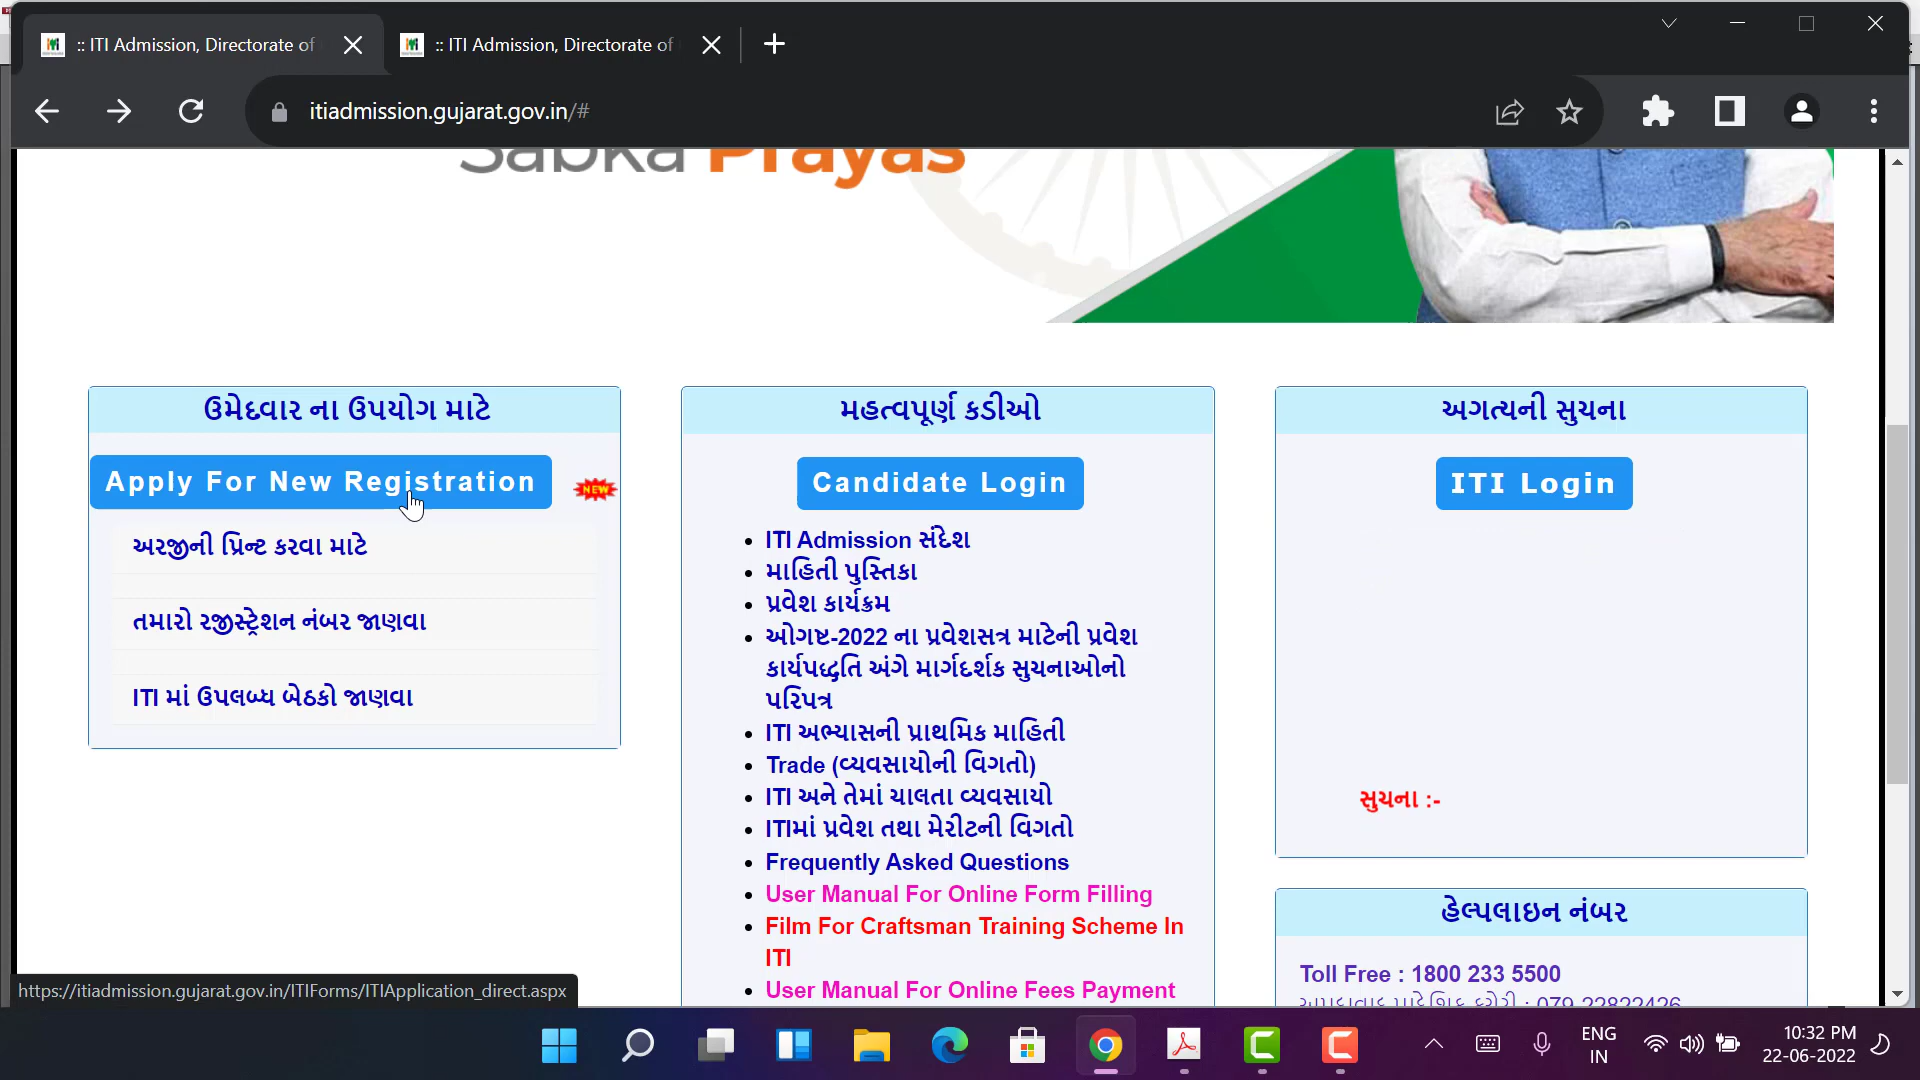 :: ITI Admission, Directorate of
:: ITI Admission, Directorate of
itiadmission.gujarat.gov.in/#
Sabka Prayas
ઉમેદવાર ના ઉપયોગ માટે
Apply For New Registration
NEW
અરજીની પ્રિન્ટ કરવા માટે
તમારો રજીસ્ટ્રેશન નંબર જાણવા
ITI માં ઉપલબ્ધ બેઠકો જાણવા
મહત્વપૂર્ણ કડીઓ
Candidate Login
ITI Admission સંદેશ
માહિતી પુસ્તિકા
પ્રવેશ કાર્યક્રમ
ઓગષ્ટ-2022 ના પ્રવેશસત્ર માટેની પ્રવેશ
કાર્યપદ્ધતિ અંગે માર્ગદર્શક સુચનાઓનો
પરિપત્ર
ITI અભ્યાસની પ્રાથમિક માહિતી
Trade (વ્યવસાયોની વિગતો)
ITI અને તેમાં ચાલતા વ્યવસાયો
ITIમાં પ્રવેશ તથા મેરીટની વિગતો
Frequently Asked Questions
User Manual For Online Form Filling
Film For Craftsman Training Scheme In
ITI
User Manual For Online Fees Payment
અગત્યની સુચના
ITI Login
સુચના :-
હેલ્પલાઇન નંબર
Toll Free : 1800 233 5500
અમદાવાદ પ્રાદેશિક કચેરી : 079 22822426
https://itiadmission.gujarat.gov.in/ITIForms/ITIApplication_direct.aspx
ENG
IN
10:32 PM
22-06-2022